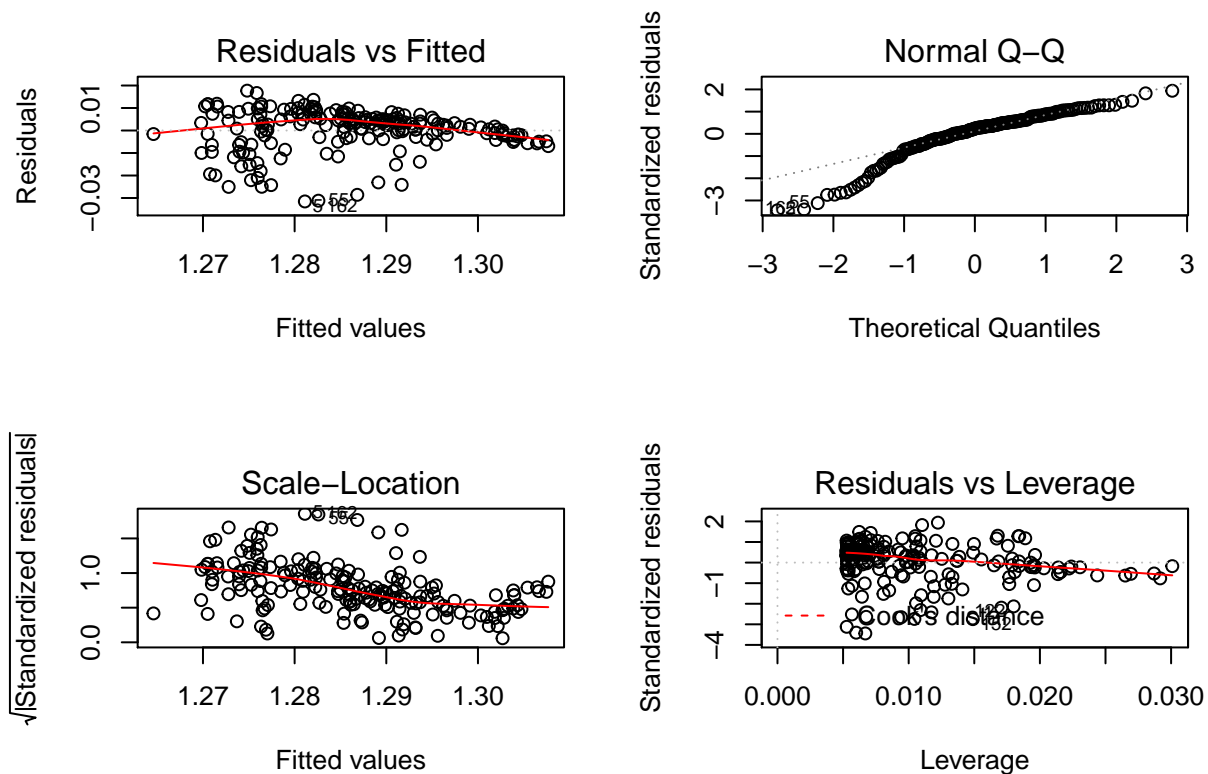 Residuals vs Fitted
Residuals
0.01
−0.03
55
5162
1.27 1.28 1.29 1.30
Fitted values
Normal Q−Q
Standardized residuals
2
0
−3
55
−3 −2 −1 0 1 2 3
Theoretical Quantiles
Scale−Location
√|Standardized residuals|
1.0
0.0
5162
55
1.27 1.28 1.29 1.30
Fitted values
Residuals vs Leverage
Standardized residuals
2
−1
−4
Cook's distance
0.000 0.010 0.020 0.030
Leverage